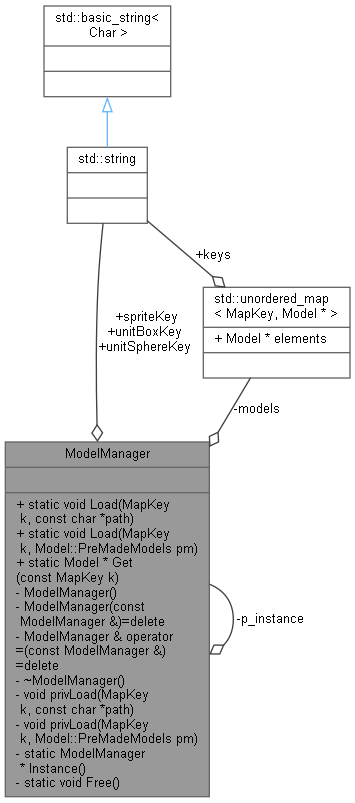 std::basic_string<
Char >
std::string
+keys
std::unordered_map
< MapKey, Model * >
+ Model * elements
+spriteKey
+unitBoxKey
+unitSphereKey
-models
ModelManager
+ static void Load(MapKey
k, const char *path)
+ static void Load(MapKey
k, Model::PreMadeModels pm)
+ static Model * Get
(const MapKey k)
- ModelManager()
- ModelManager(const
ModelManager &)=delete
- ModelManager & operator
=(const ModelManager &)
=delete
- ~ModelManager()
- void privLoad(MapKey
k, const char *path)
- void privLoad(MapKey
k, Model::PreMadeModels pm)
- static ModelManager
* Instance()
- static void Free()
-p_instance